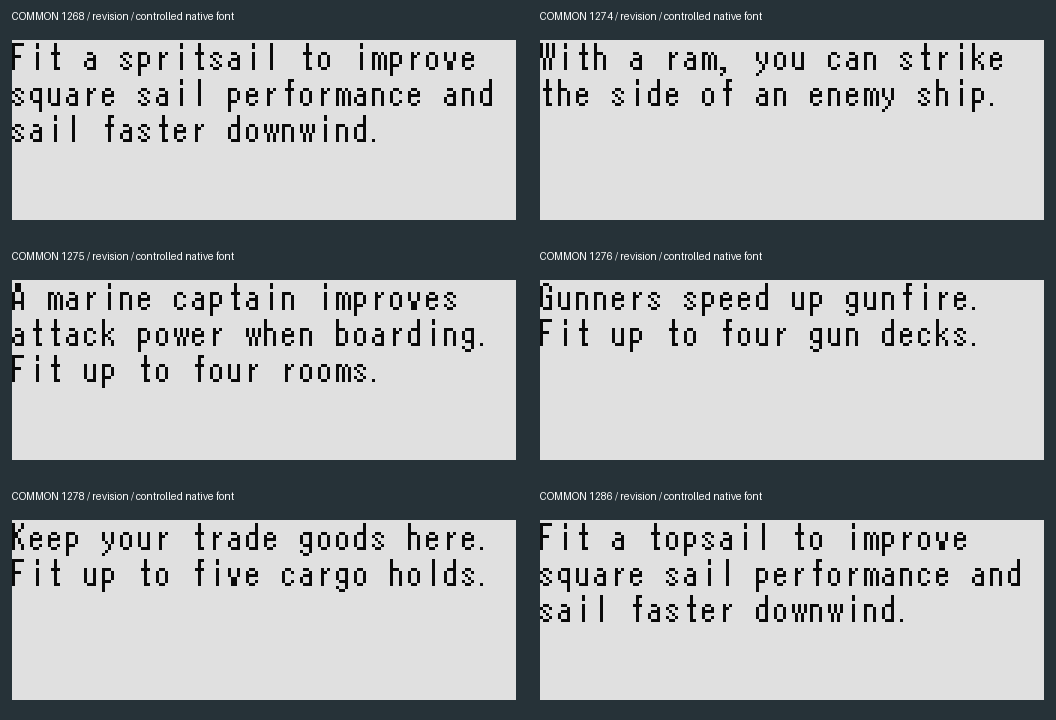 COMMON 1268 / revision / controlled native font
Fit a spritsail to improve
square sail performance and
sail faster downwind.
COMMON 1274 / revision / controlled native font
With a ram, you can strike
the side of an enemy ship.
COMMON 1275 / revision / controlled native font
A marine captain improves
attack power when boarding.
Fit up to four rooms.
COMMON 1276 / revision / controlled native font
Gunners speed up gunfire.
Fit up to four gun decks.
COMMON 1278 / revision / controlled native font
Keep your trade goods here.
Fit up to five cargo holds.
COMMON 1286 / revision / controlled native font
Fit a topsail to improve
square sail performance and
sail faster downwind.